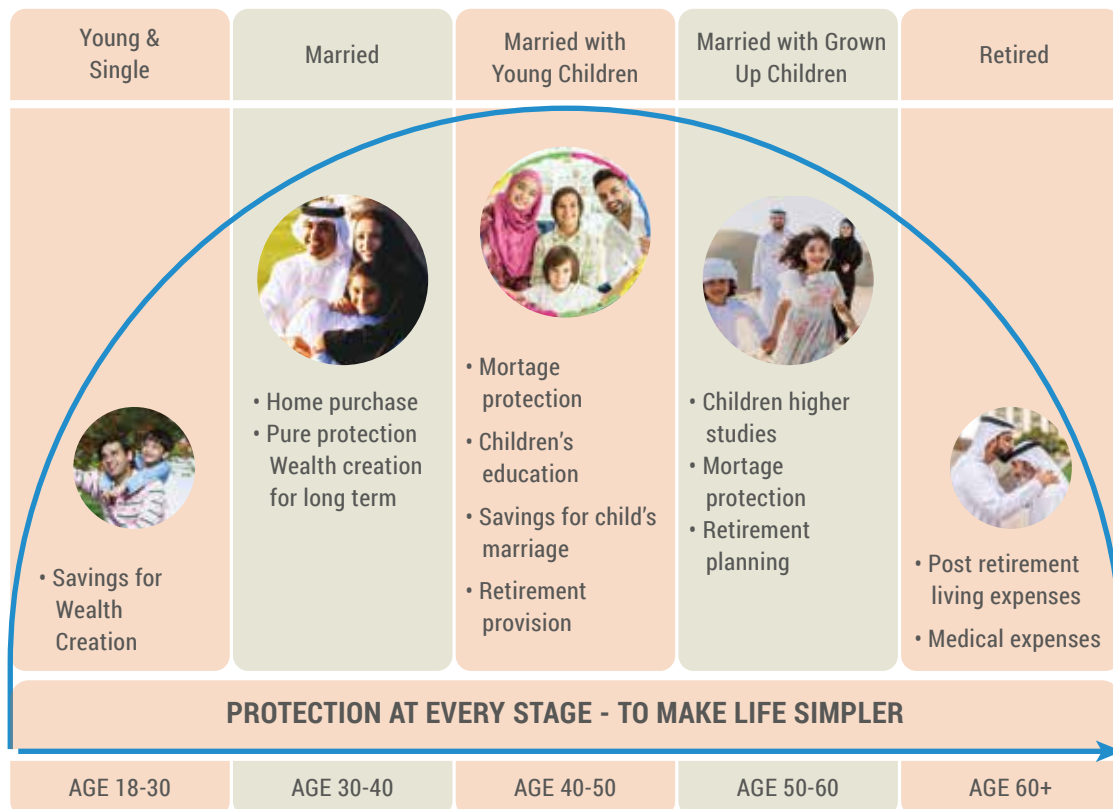 Young &
Single
Married
Married with
Young Children
Married with Grown
Up Children
Retired
• Savings for
Wealth
Creation
• Home purchase
• Pure protection
Wealth creation
for long term
• Mortage
protection
• Children's
education
• Savings for child's
marriage
• Retirement
provision
• Children higher
studies
• Mortage
protection
• Retirement
planning
• Post retirement
living expenses
• Medical expenses
PROTECTION AT EVERY STAGE - TO MAKE LIFE SIMPLER
AGE 18-30
AGE 30-40
AGE 40-50
AGE 50-60
AGE 60+